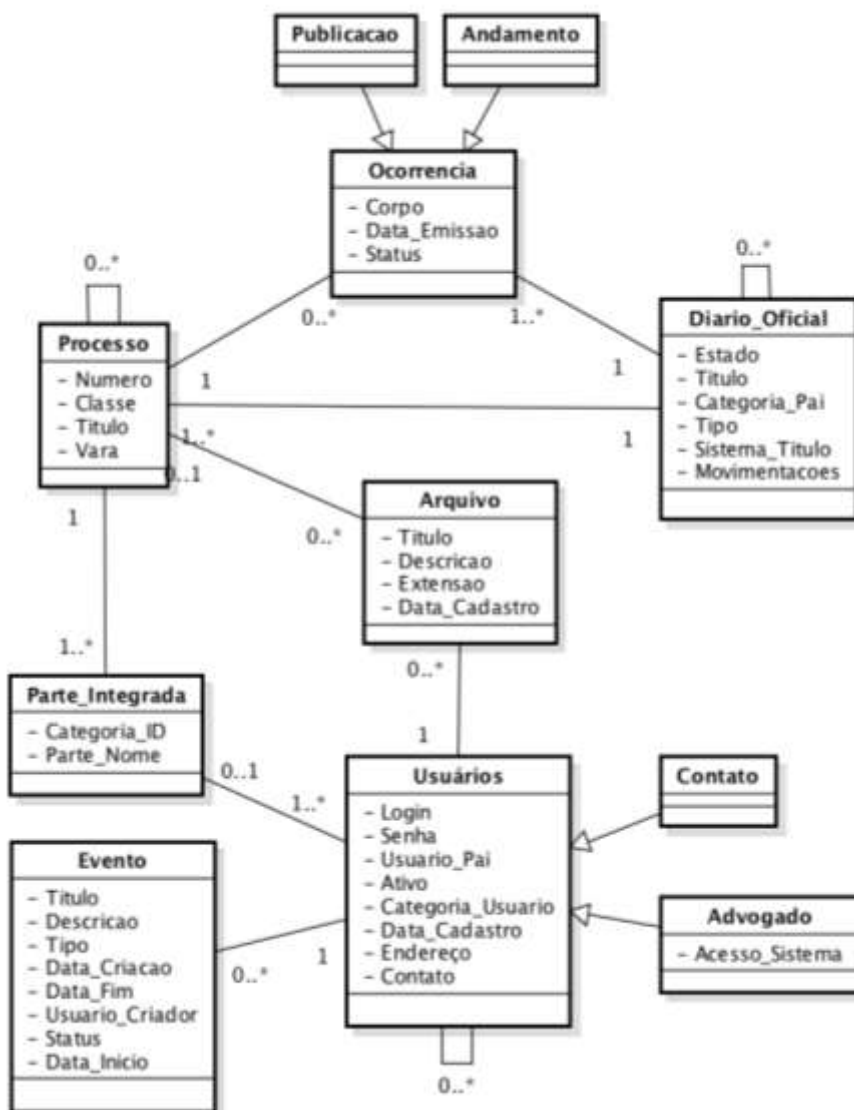 Publicacao
Andamento
Ocorrencia
- Corpo
- Data_Emissao
- Status
0..*
0..*
0..*
1..*
Processo
- Numero
- Classe
- Titulo
- Vara
Diario_Oficial
- Estado
- Titulo
- Categoria_Pai
- Tipo
- Sistema_Titulo
- Movimentacoes
1
1
1..*
1
0..1
1
0..*
Arquivo
- Titulo
- Descricao
- Extensao
- Data_Cadastro
1..*
0..*
1
Parte_Integrada
- Categoria_ID
- Parte_Nome
0..1
1..*
Usuários
- Login
- Senha
- Usuario_Pai
- Ativo
- Categoria_Usuario
- Data_Cadastro
- Endereço
- Contato
Contato
Evento
- Titulo
- Descricao
- Tipo
- Data_Criacao
- Data_Fim
- Usuario_Criador
- Status
- Data_Inicio
Advogado
- Acesso_Sistema
1
0..*
0..*